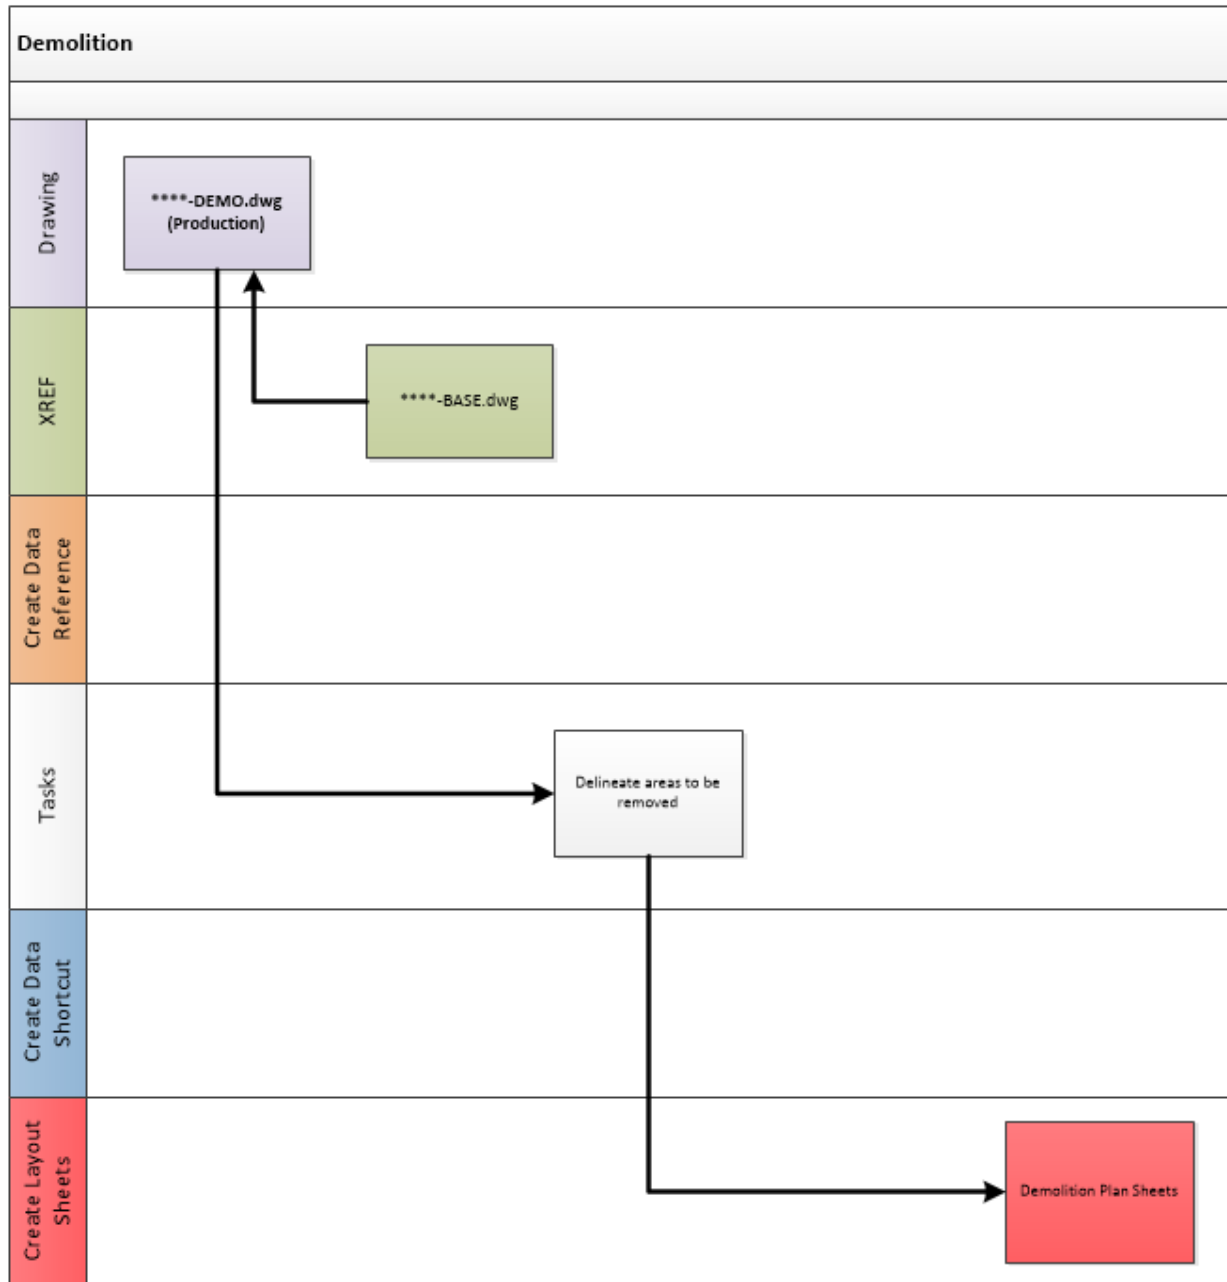 Demolition
Drawing
****-DEMO.dwg
(Production)
XREF
****-BASE.dwg
Create Data
Reference
Tasks
Delineate areas to be
removed
Create Data
Shortcut
Create Layout
Sheets
Demolition Plan Sheets